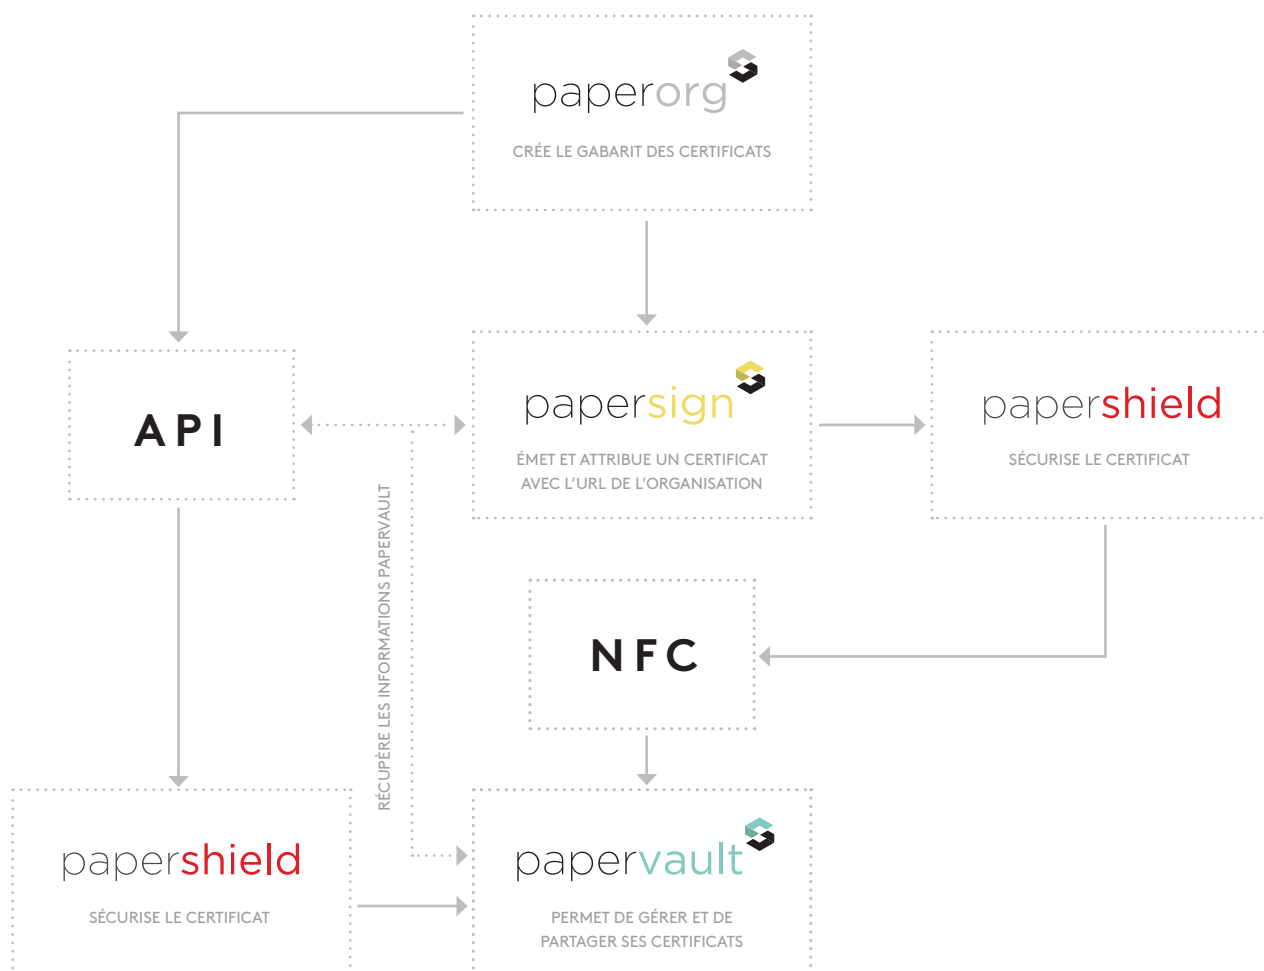 paperorg
CRÉE LE GABARIT DES CERTIFICATS
API
papersign
ÉMET ET ATTRIBUE UN CERTIFICAT
AVEC L'URL DE L'ORGANISATION
papershield
SÉCURISE LE CERTIFICAT
RÉCUPÈRE LES INFORMATIONS PAPERVAULT
NFC
papershield
SÉCURISE LE CERTIFICAT
papervault
PERMET DE GÉRER ET DE
PARTAGER SES CERTIFICATS